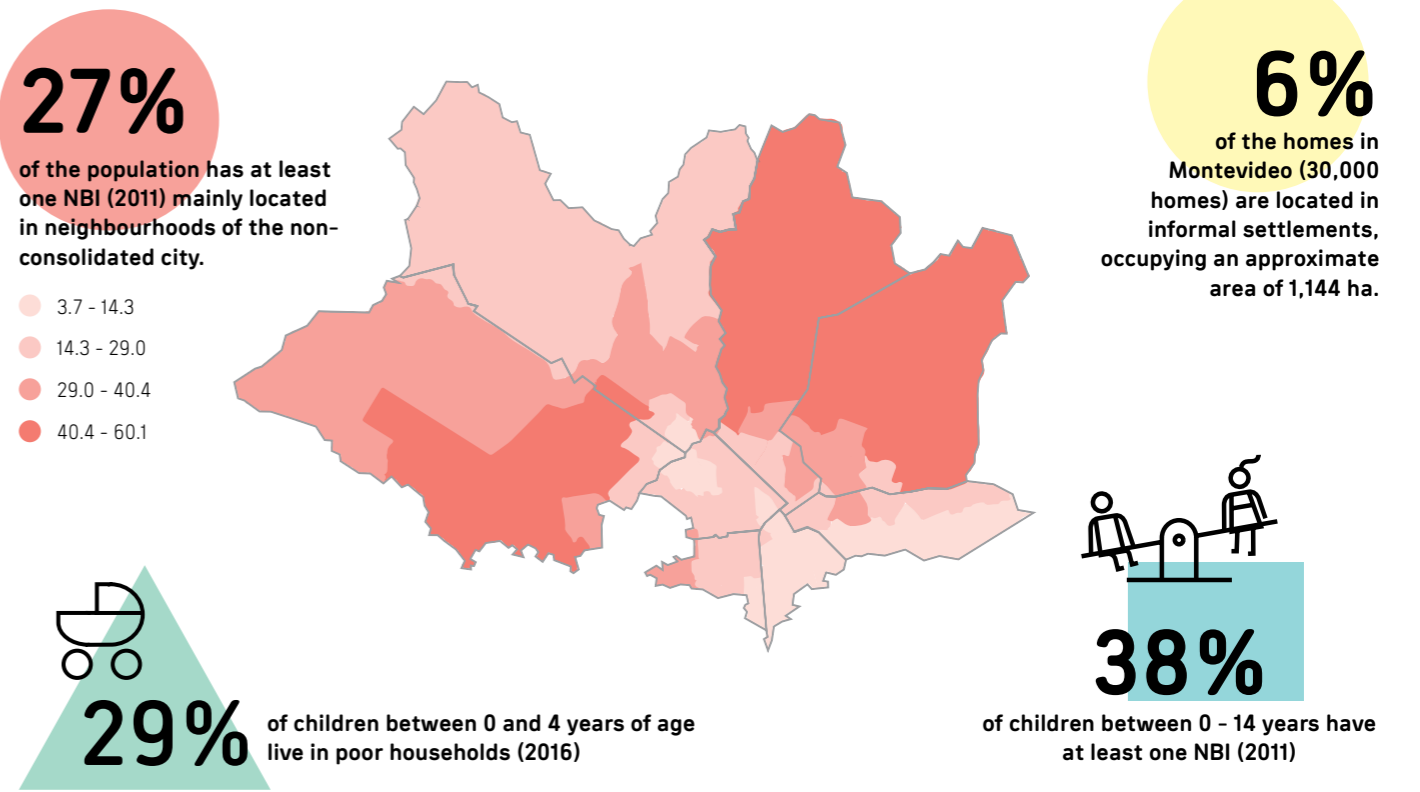 27%
of the population has at least
one NBI (2011) mainly located
in neighbourhoods of the non-
consolidated city.
3.7 - 14.3
14.3 - 29.0
29.0 - 40.4
40.4 - 60.1
6%
of the homes in
Montevideo (30,000
homes) are located in
informal settlements,
occupying an approximate
area of 1,144 ha.
29%
of children between 0 and 4 years of age
live in poor households (2016)
38%
of children between 0 - 14 years have
at least one NBI (2011)